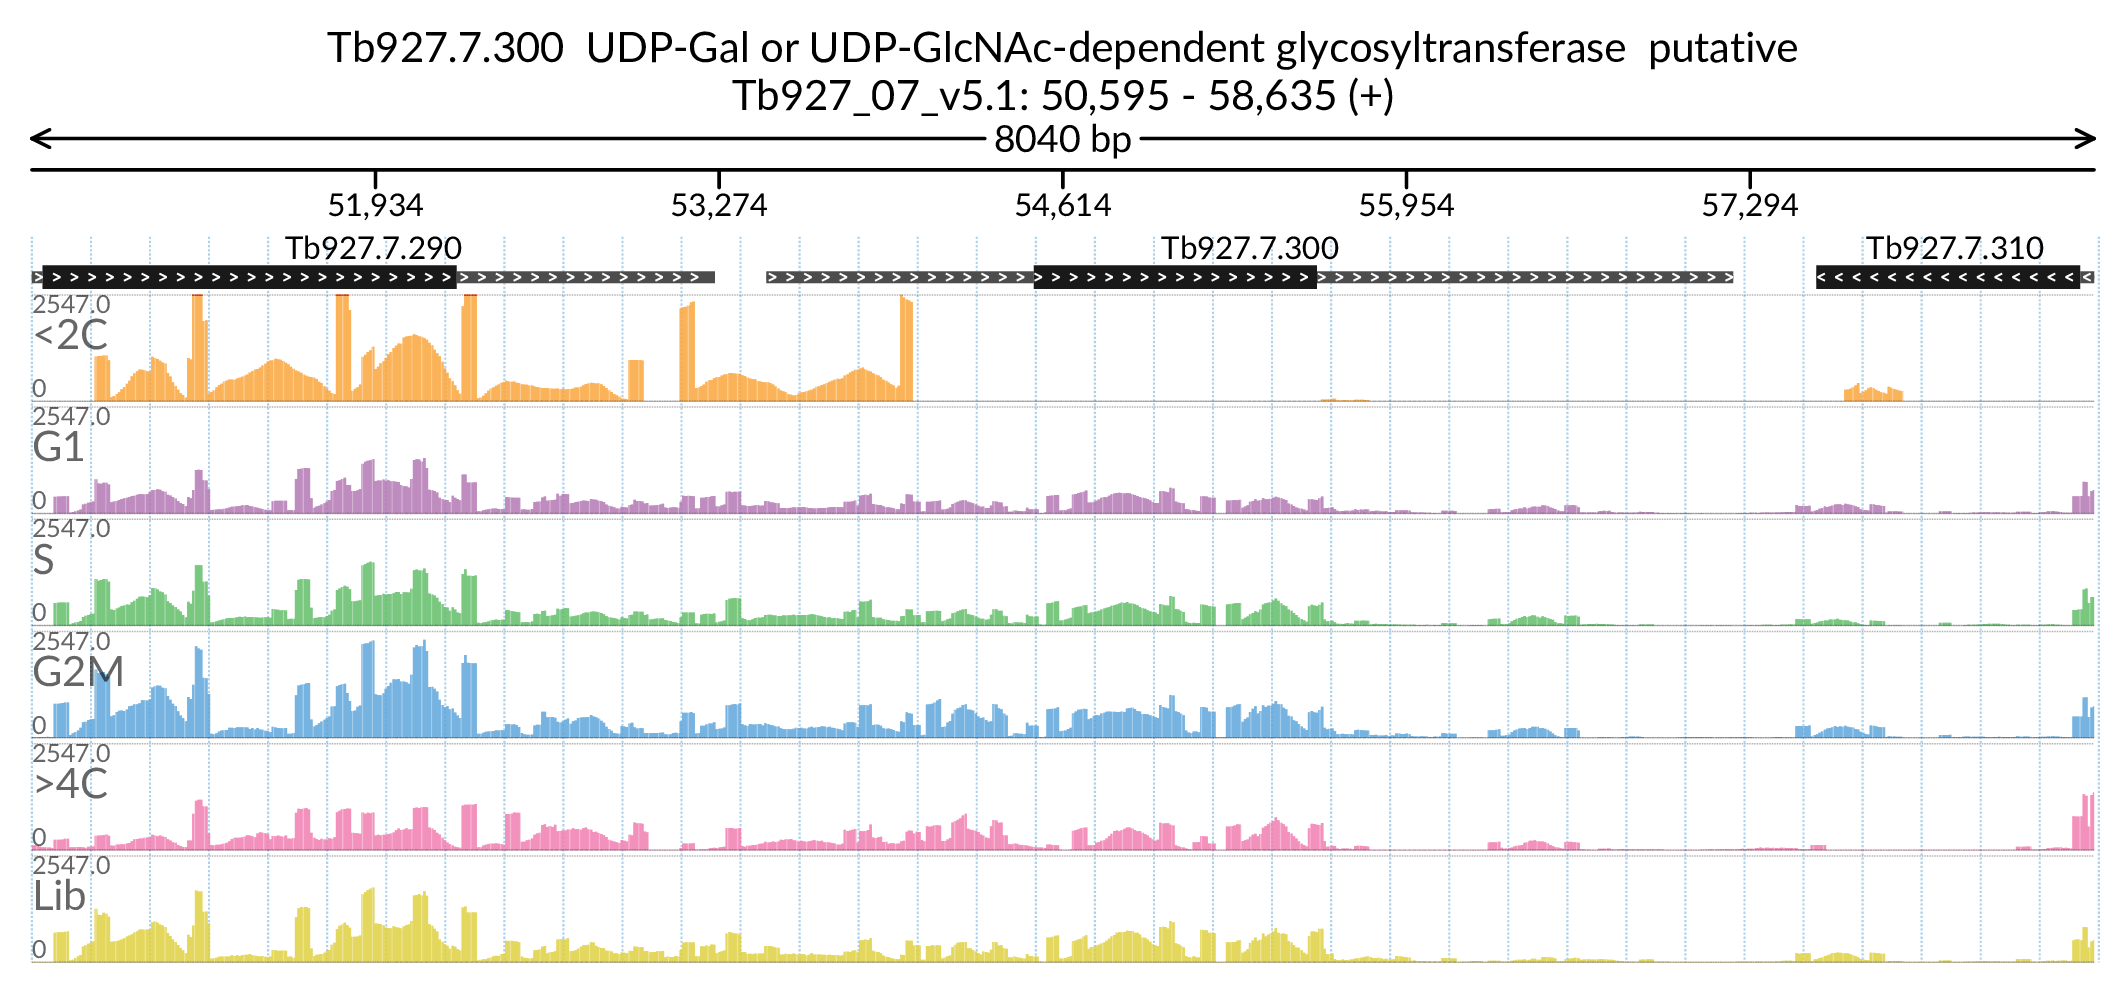 Tb927.7.300  UDP-Gal or UDP-GlcNAc-dependent glycosyltransferase  putative
Tb927_07_v5.1: 50,595 - 58,635 (+)
8040 bp
51,934 53,274 54,614 55,954 57,294
Tb927.7.290 Tb927.7.300 Tb927.7.310
2547.0
<2C
0
2547.0
G1
0
2547.0
S
0
2547.0
G2M
0
2547.0
>4C
0
2547.0
Lib
0